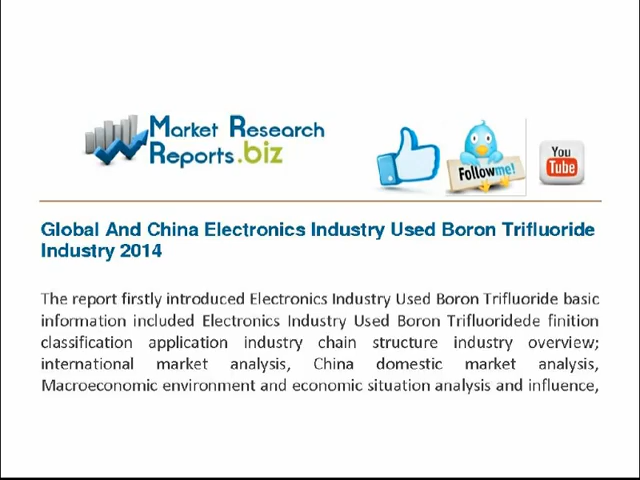 Market Research
Reports.biz
Follow me!
You
Tube
Global And China Electronics Industry Used Boron Trifluoride
Industry 2014
The report firstly introduced Electronics Industry Used Boron Trifluoride basic
information included Electronics Industry Used Boron Trifluoridede finition
classification application industry chain structure industry overview;
international market analysis, China domestic market analysis,
Macroeconomic environment and economic situation analysis and influence,